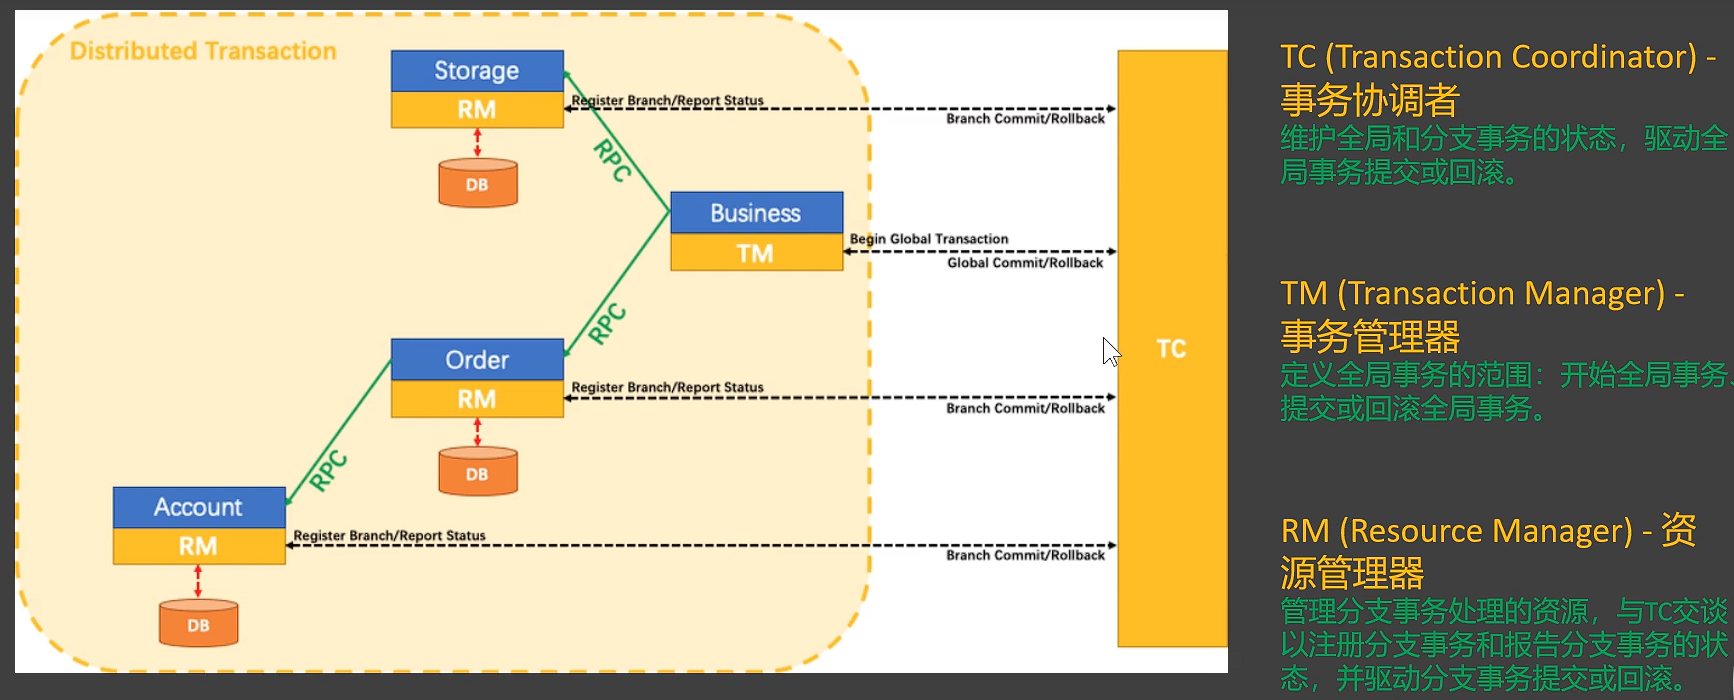 Distributed Transaction
Storage
RM
DB
Register Branch/Report Status
Branch Commit/Rollback
RPC
Business
TM
Begin Global Transaction
Global Commit/Rollback
RPC
Order
RM
DB
Register Branch/Report Status
Branch Commit/Rollback
RPC
Account
RM
DB
Register Branch/Report Status
Branch Commit/Rollback
TC
TC (Transaction Coordinator) -
事务协调者
维护全局和分支事务的状态，驱动全
局事务提交或回滚。
TM (Transaction Manager) -
事务管理器
定义全局事务的范围：开始全局事务、
提交或回滚全局事务。
RM (Resource Manager) - 资
源管理器
管理分支事务处理的资源，与TC交谈
以注册分支事务和报告分支事务的状
态，并驱动分支事务提交或回滚。